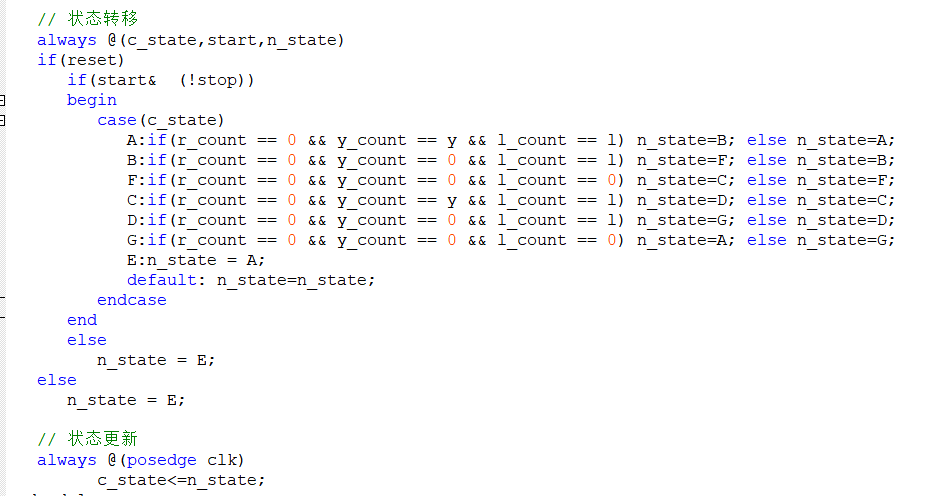 // 状态转移
always @(c_state,start,n_state)
if(reset)
if(start& (!stop))
begin
case(c_state)
A:if(r_count == 0 && y_count == y && l_count == l) n_state=B; else n_state=A;
B:if(r_count == 0 && y_count == 0 && l_count == l) n_state=F; else n_state=B;
F:if(r_count == 0 && y_count == 0 && l_count == 0) n_state=C; else n_state=F;
C:if(r_count == 0 && y_count == y && l_count == l) n_state=D; else n_state=C;
D:if(r_count == 0 && y_count == 0 && l_count == l) n_state=G; else n_state=D;
G:if(r_count == 0 && y_count == 0 && l_count == 0) n_state=A; else n_state=G;
E:n_state = A;
default: n_state=n_state;
endcase
end
else
n_state = E;
else
n_state = E;
// 状态更新
always @(posedge clk)
c_state<=n_state;